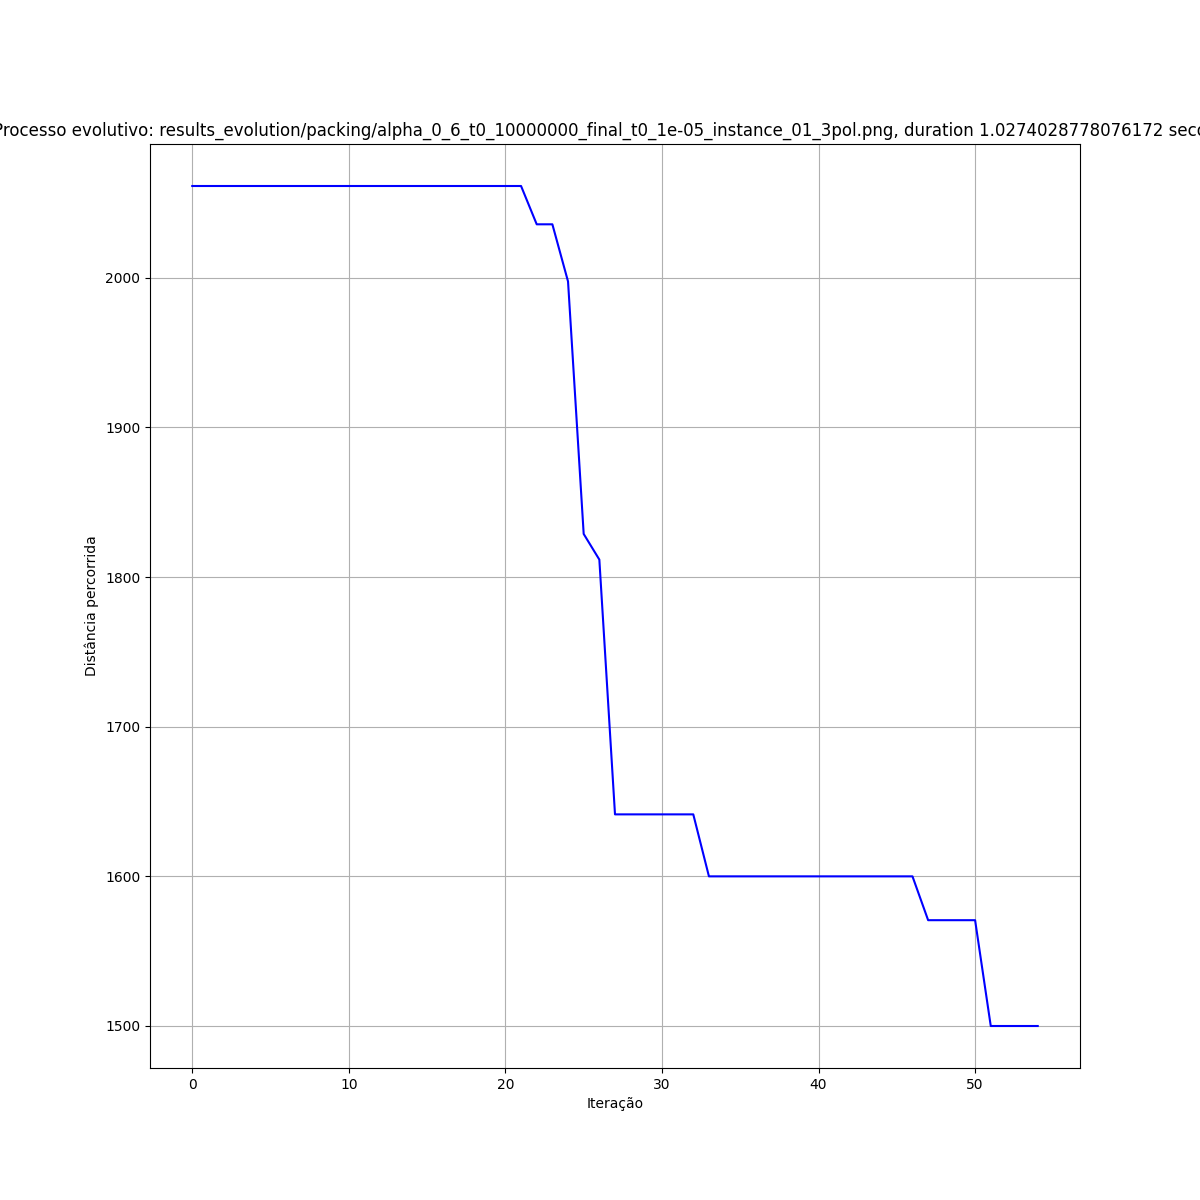 Processo evolutivo: results_evolution/packing/alpha_0_6_t0_10000000_final_t0_1e-05_instance_01_3pol.png, duration 1.0274028778076172
2000
1900
1800
1700
1600
1500
Distância percorrida
0 10 20 30 40 50
Iteração